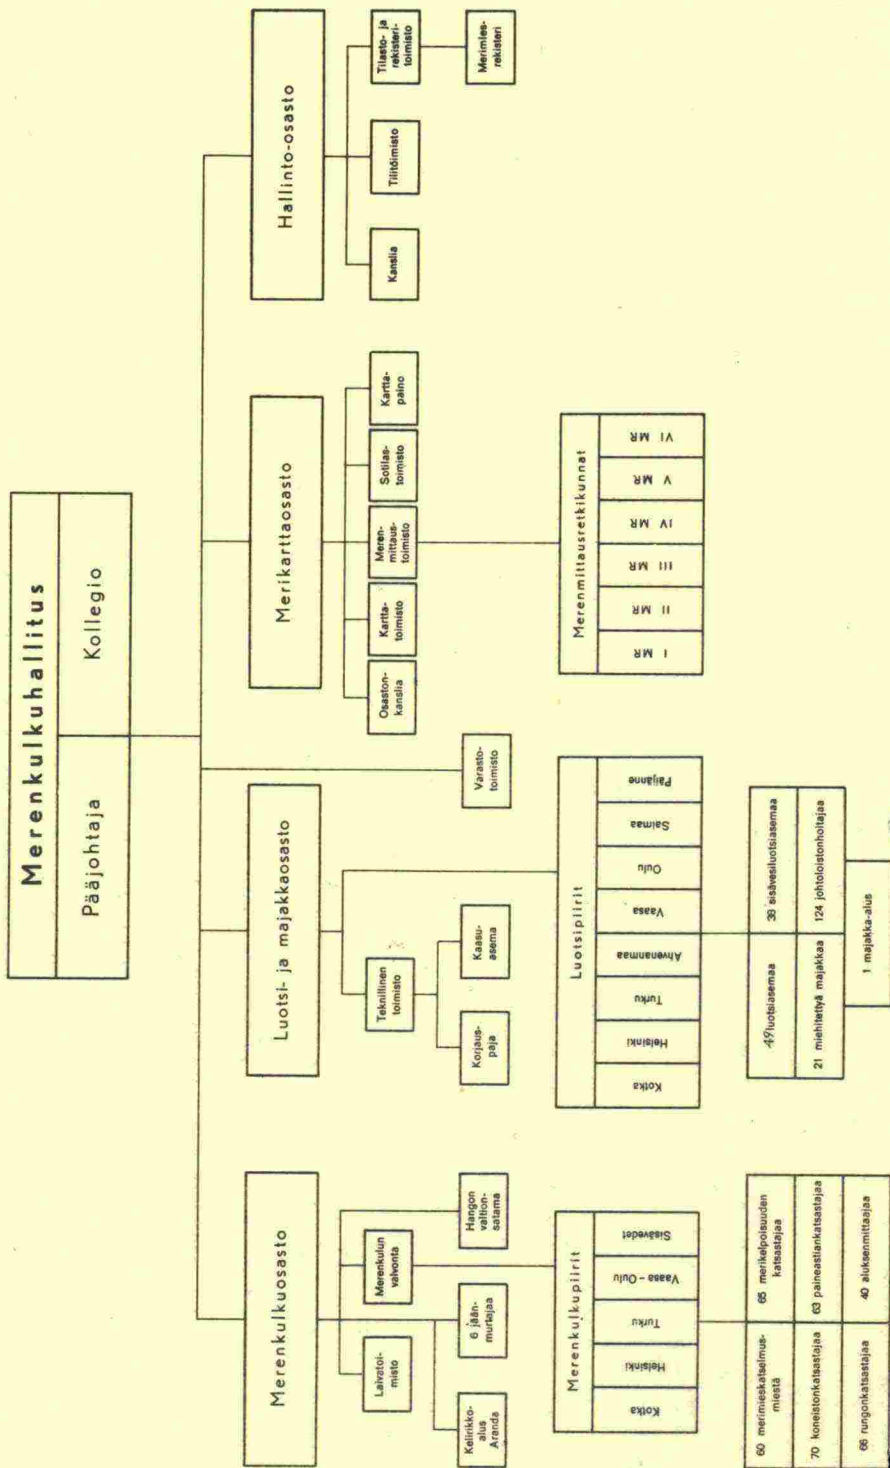 Merenkulkuhallitus
Pääjohtaja
Kollegio
Merenkulkuosasto
Laivatoi-
misto
Merenkulun
valvonta
Hangon
valtion-
satama
Kelirikko-
alus
Aranda
6 jään-
murtajaa
Merenkulkupiirit
Kotka
Helsinki
Turku
Vaasa – Oulu
Sisävedet
60 merimieskatselmus-
miestä
65 merikelpoisuuden
katsastajaa
70 koneistonkatsastajaa
63 paineastiankatsastajaa
66 rungonkatsastajaa
40 aluksenmittaajaa
Luotsi- ja majakkaosasto
Teknillinen
toimisto
Korjaus-
paja
Kaasu-
asema
Luotsipiirit
Kotka
Helsinki
Turku
Ahvenanmaa
Vaasa
Oulu
Saimaa
Päijänne
49 luotsiasemaa
38 sisävesiluotsiasemaa
21 miehitettyä majakkaa
124 johtoloistonhoitajaa
1 majakka-alus
Varasto-
toimisto
Merikarttaosasto
Osaston-
kanslia
Kartta-
toimisto
Meren-
mittaus-
toimisto
Sotilas-
toimisto
Kartta-
paino
Merenmittausretkikunnat
I MR
II MR
III MR
IV MR
V MR
VI MR
Hallinto-osasto
Kanslia
Tilitoimisto
Tilasto- ja
rekisteri-
toimisto
Merimies-
rekisteri